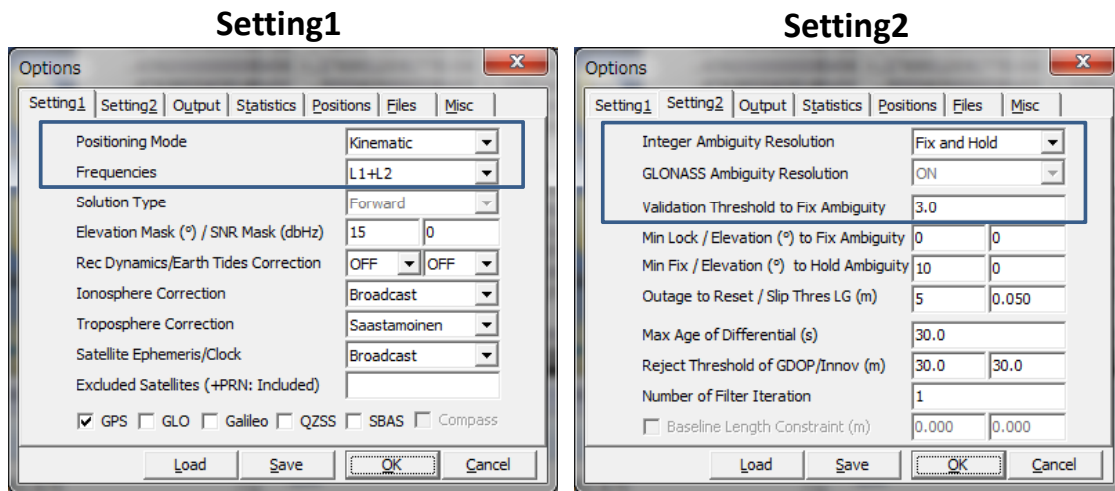 Setting1
Options
Setting1 Setting2 Output Statistics Positions Files Misc
Positioning Mode Kinematic
Frequencies L1+L2
Solution Type Forward
Elevation Mask (°) / SNR Mask (dbHz) 15 0
Rec Dynamics/Earth Tides Correction OFF OFF
Ionosphere Correction Broadcast
Troposphere Correction Saastamoinen
Satellite Ephemeris/Clock Broadcast
Excluded Satellites (+PRN: Included)
GPS GLO Galileo QZSS SBAS Compass
Load Save OK Cancel
Setting2
Options
Setting1 Setting2 Output Statistics Positions Files Misc
Integer Ambiguity Resolution Fix and Hold
GLONASS Ambiguity Resolution ON
Validation Threshold to Fix Ambiguity 3.0
Min Lock / Elevation (°) to Fix Ambiguity 0 0
Min Fix / Elevation (°) to Hold Ambiguity 10 0
Outage to Reset / Slip Thres LG (m) 5 0.050
Max Age of Differential (s) 30.0
Reject Threshold of GDOP/Innov (m) 30.0 30.0
Number of Filter Iteration 1
Baseline Length Constraint (m) 0.000 0.000
Load Save OK Cancel